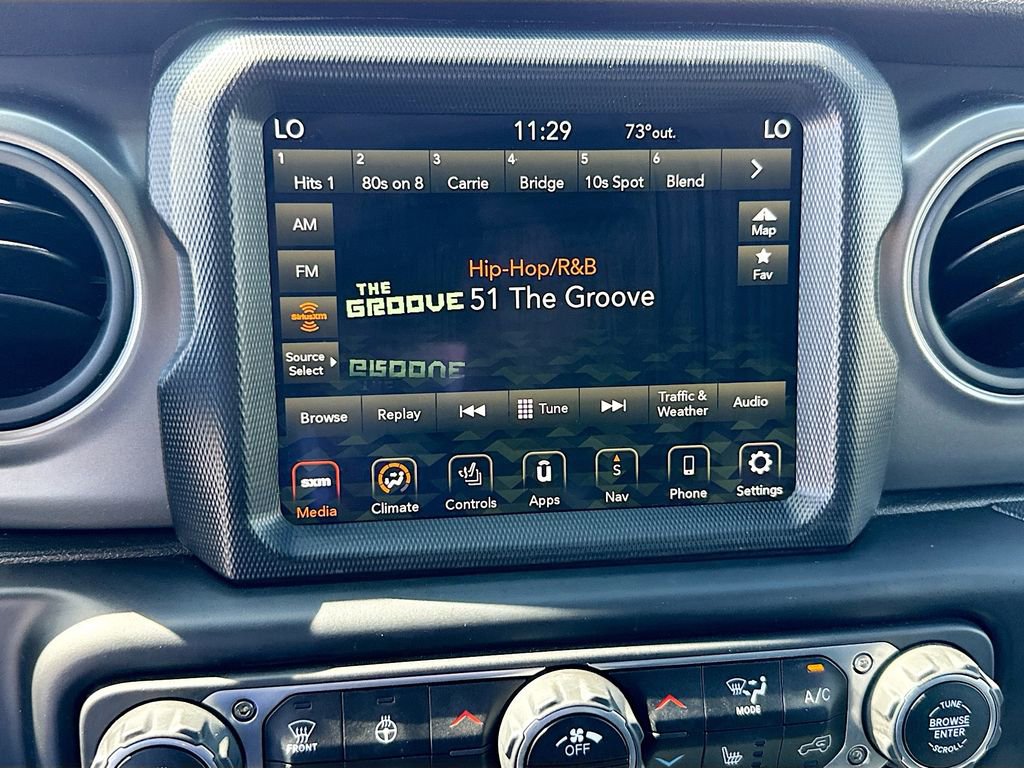 LO 11:29 73°out. LO
1 2 3 4 5 6
Hits 1 80s on 8 Carrie Bridge 10s Spot Blend
AM
FM
SiriusXM
Source
Select
Map
Fav
Hip-Hop/R&B
THE
GROOVE
51 The Groove
Browse Replay Tune Traffic &
Weather Audio
sxm
Media Climate Controls
Apps
S
Nav Phone Settings
FRONT
OFF
MODE
A/C
TUNE
BROWSE
ENTER
SCROLL